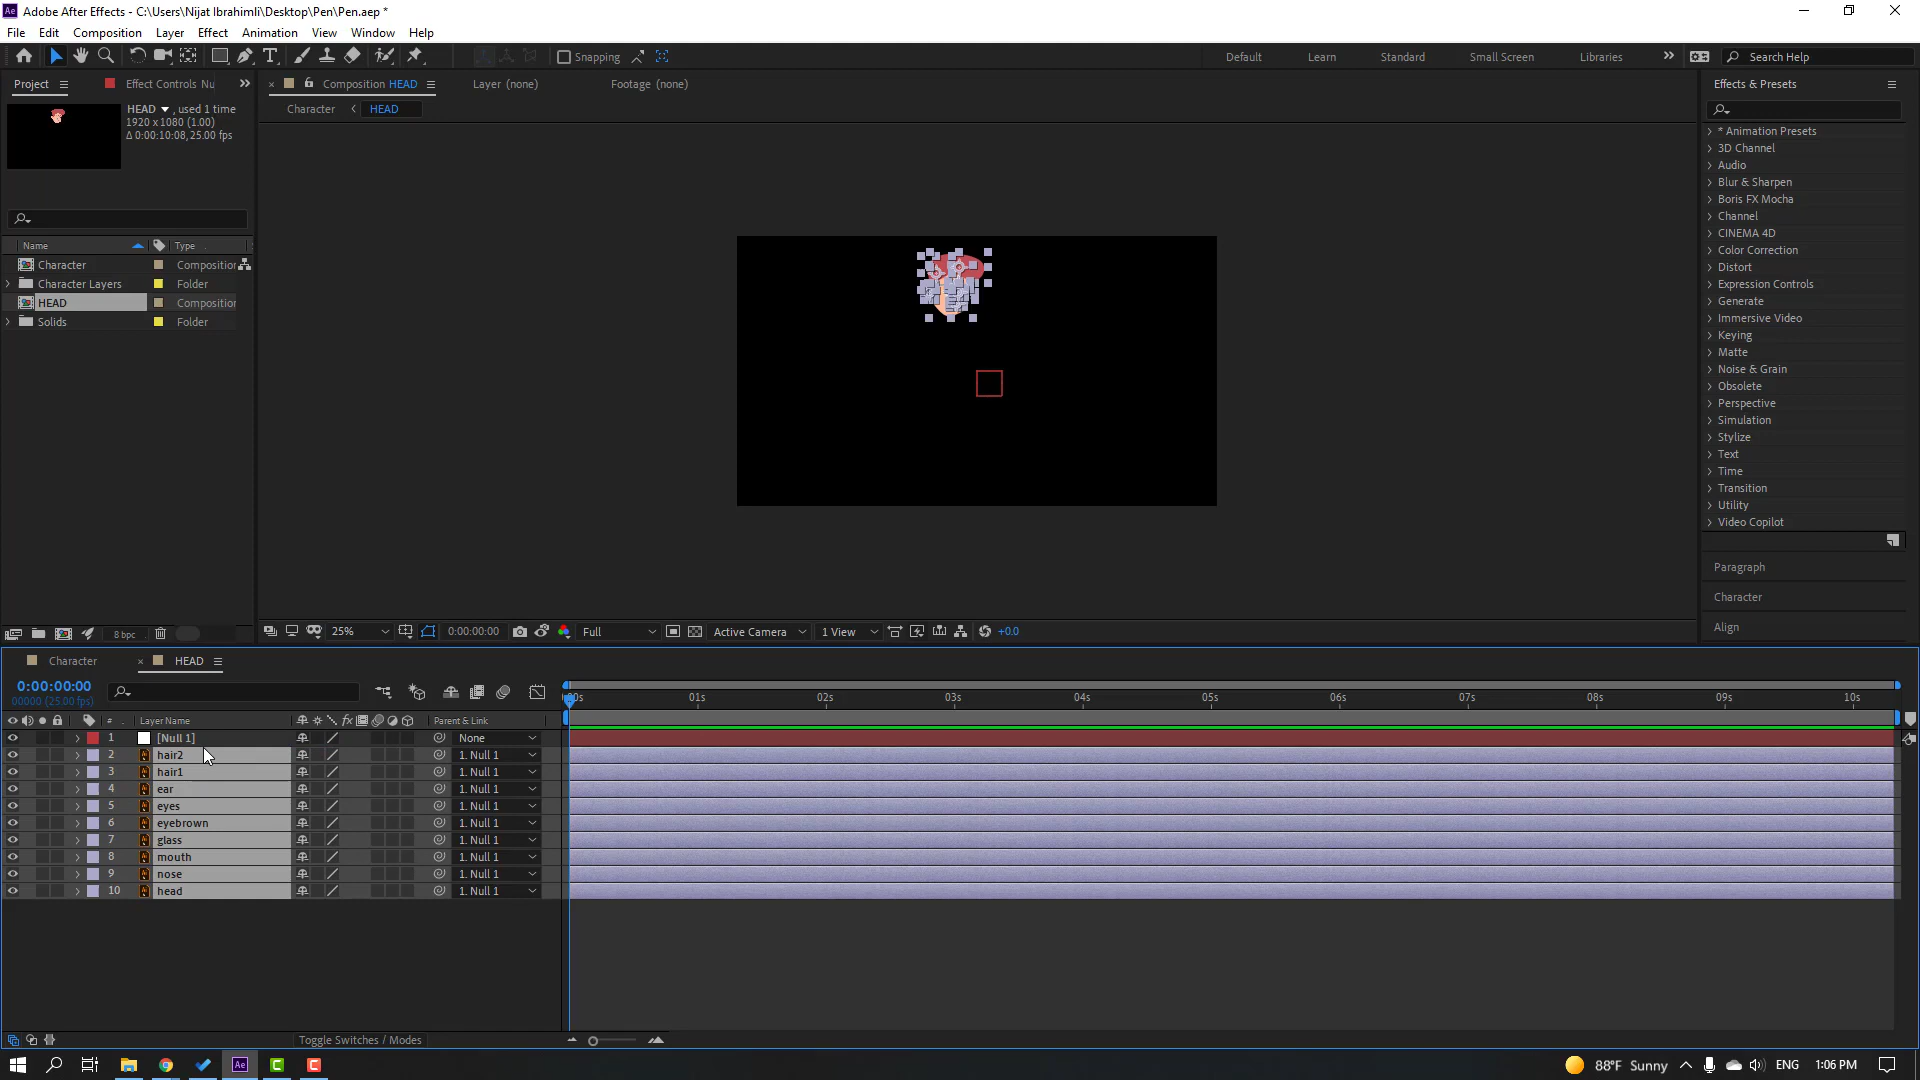 Adobe After Effects - C:\Users\Nijat Ibrahimli\Desktop\Pen\Pen.aep *
File Edit Composition Layer Effect Animation View Window Help
Snapping Default Learn Standard Small Screen Libraries Search Help
Project Effect Controls Nu Composition HEAD Layer (none) Footage (none) Effects & Presets
HEAD , used 1 time
1920 x 1080 (1.00)
Δ 0:00:10:08, 25.00 fps
Character HEAD
Name Type
Character Composition
Character Layers Folder
HEAD Composition
Solids Folder
* Animation Presets
3D Channel
Audio
Blur & Sharpen
Boris FX Mocha
Channel
CINEMA 4D
Color Correction
Distort
Expression Controls
Generate
Immersive Video
Keying
Matte
Noise & Grain
Obsolete
Perspective
Simulation
Stylize
Text
Time
Transition
Utility
Video Copilot
Paragraph
Character
Align
8 bpc 25% 0:00:00:00 Full Active Camera 1 View +0.0
Character HEAD
0:00:00:00
00000 (25.00 fps)
:00s 01s 02s 03s 04s 05s 06s 07s 08s 09s 10s
# Layer Name Parent & Link
1 [Null 1] None
2 hair2 1. Null 1
3 hair1 1. Null 1
4 ear 1. Null 1
5 eyes 1. Null 1
6 eyebrown 1. Null 1
7 glass 1. Null 1
8 mouth 1. Null 1
9 nose 1. Null 1
10 head 1. Null 1
Toggle Switches / Modes
88°F Sunny ENG 1:06 PM